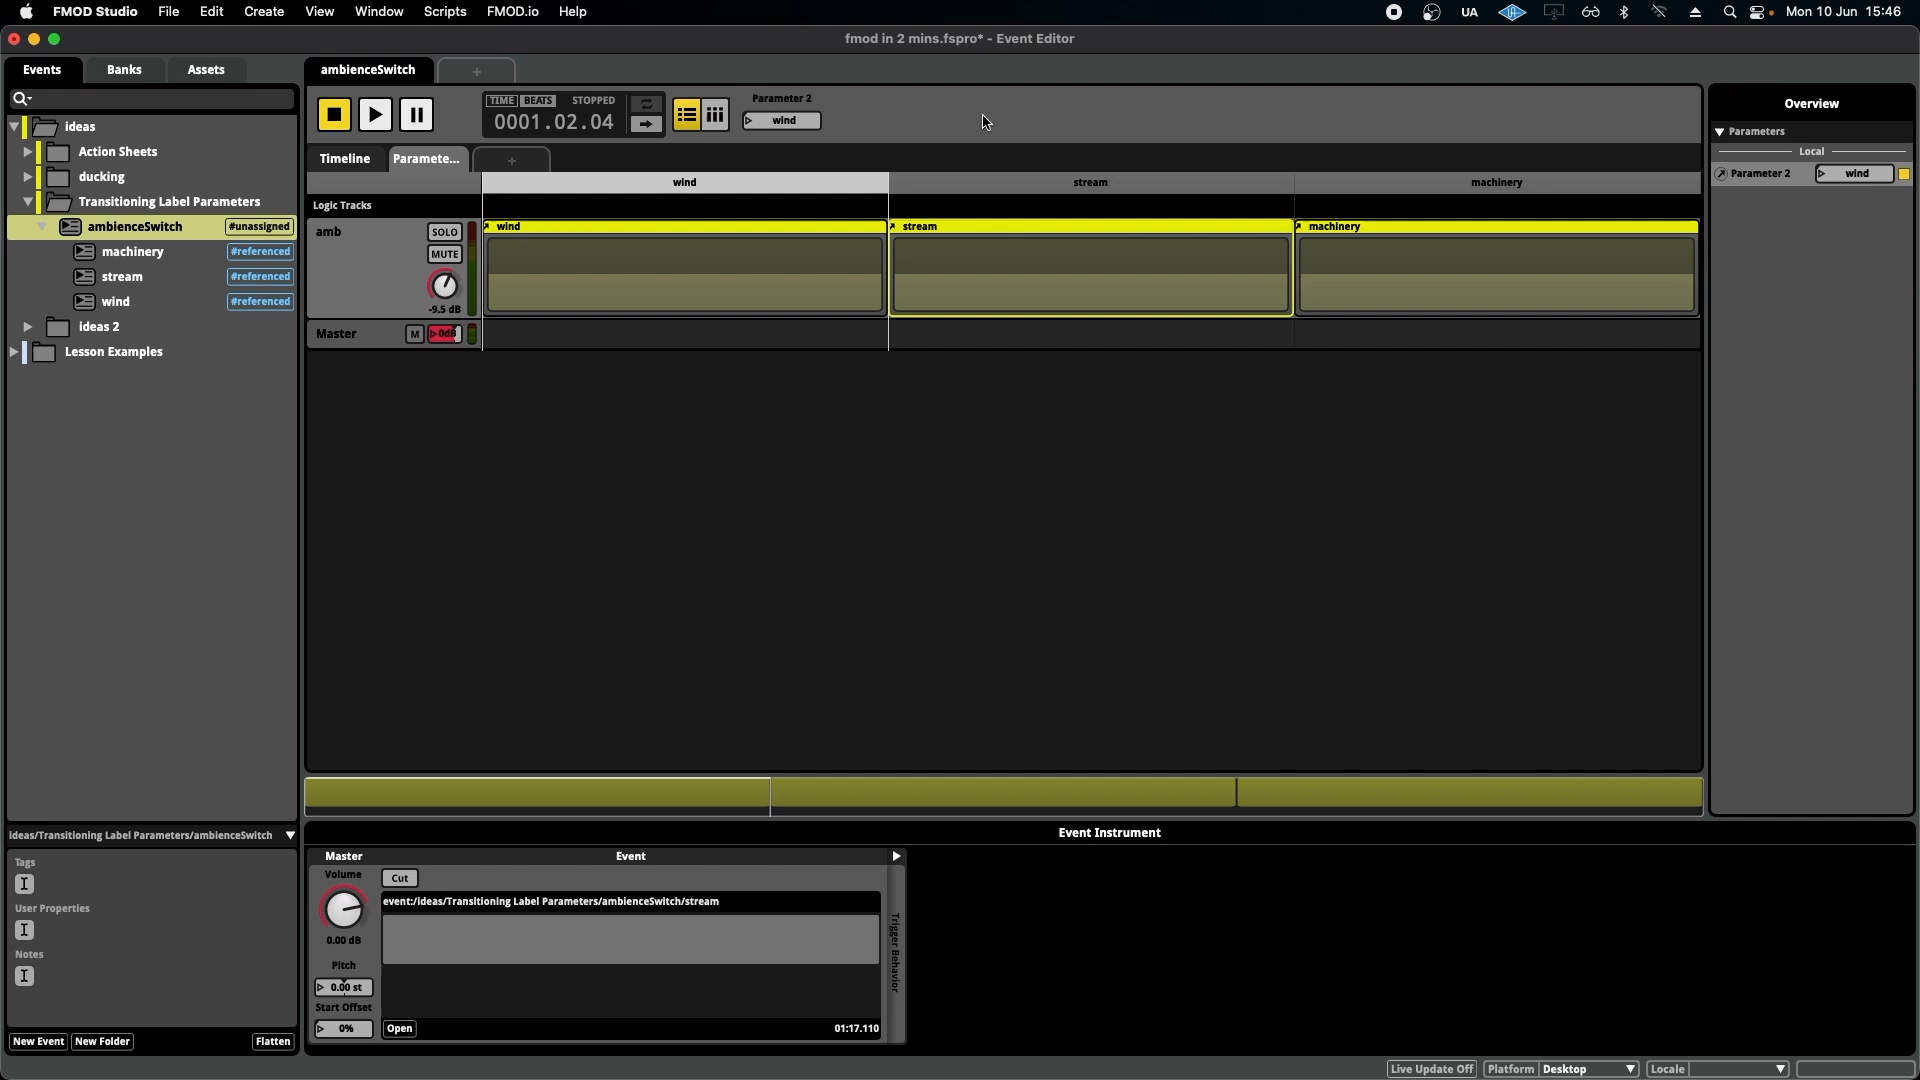 FMOD Studio File Edit Create View Window Scripts FMOD.io Help UA Mon 10 Jun 15:46
fmod in 2 mins.fspro* - Event Editor
Events Banks Assets
ideas
Action Sheets
ducking
Transitioning Label Parameters
ambienceSwitch #unassigned
machinery #referenced
stream #referenced
wind #referenced
ideas 2
Lesson Examples
ideas/Transitioning Label Parameters/ambienceSwitch
Tags
User Properties
Notes
New Event New Folder Flatten
ambienceSwitch +
TIME BEATS STOPPED
0001.02.04
Parameter 2
wind
Timeline Paramete... +
wind stream machinery
Logic Tracks
amb SOLO
MUTE
-9.5 dB
wind stream machinery
Master M 0dB
Event Instrument
Master Event
Volume
0.00 dB
Pitch
0.00 st
Start Offset
0%
Cut
event:/ideas/Transitioning Label Parameters/ambienceSwitch/stream
Open 01:17.110
Trigger Behavior
Overview
Parameters
Local
Parameter 2 wind
Live Update Off Platform Desktop Locale